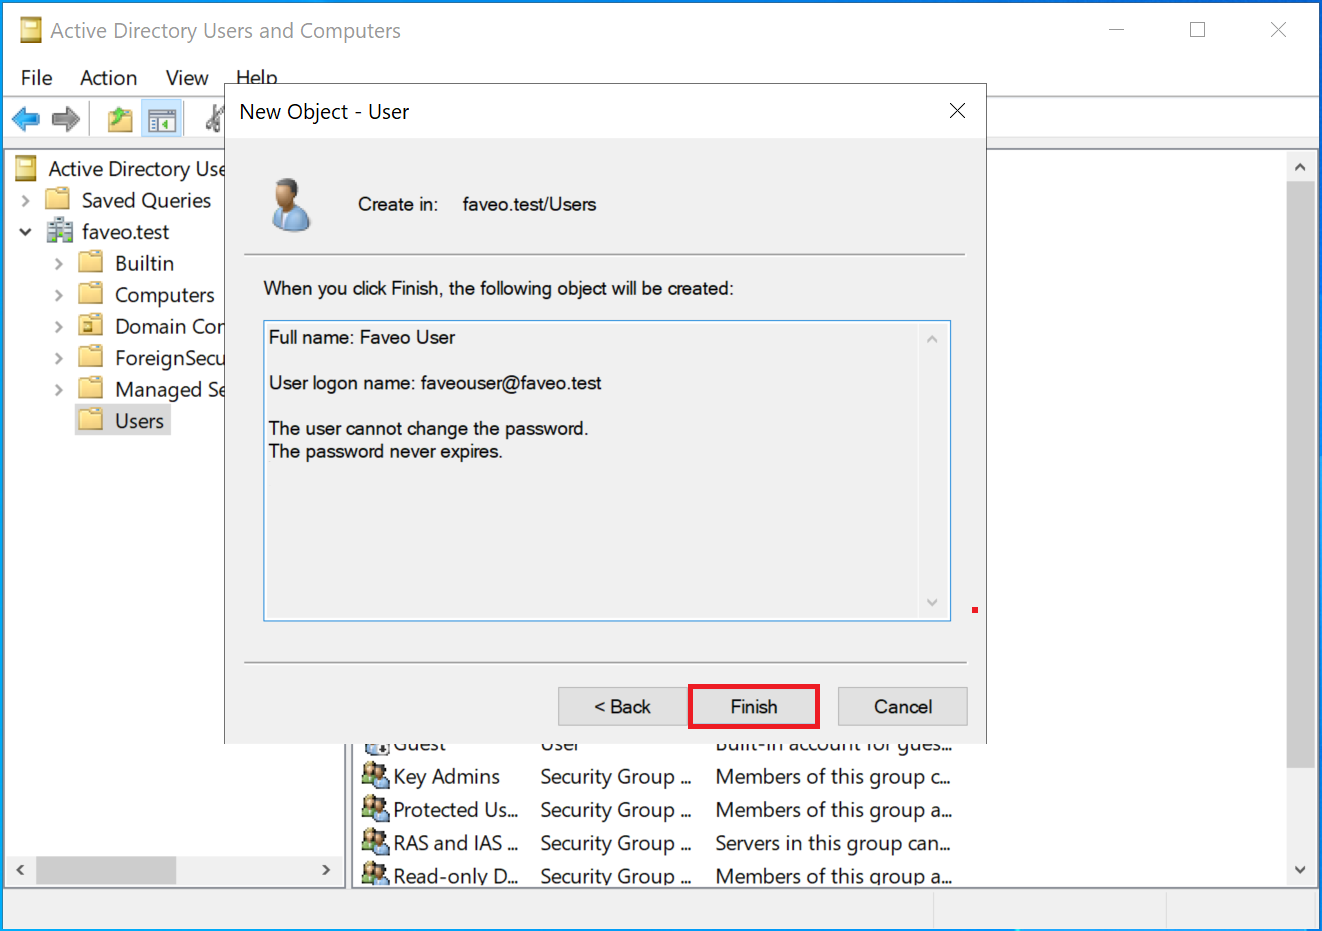 Active Directory Users and Computers
File Action View Help
New Object - User
Active Directory Use
Saved Queries
faveo.test
Builtin
Computers
Domain Cor
ForeignSecu
Managed Se
Users
Create in: faveo.test/Users
When you click Finish, the following object will be created:
Full name: Faveo User
User logon name: faveouser@faveo.test
The user cannot change the password.
The password never expires.
< Back Finish Cancel
Guest User Built-in account for gues...
Key Admins Security Group ... Members of this group c...
Protected Us... Security Group ... Members of this group a...
RAS and IAS ... Security Group ... Servers in this group can...
Read-only D... Security Group ... Members of this group a...